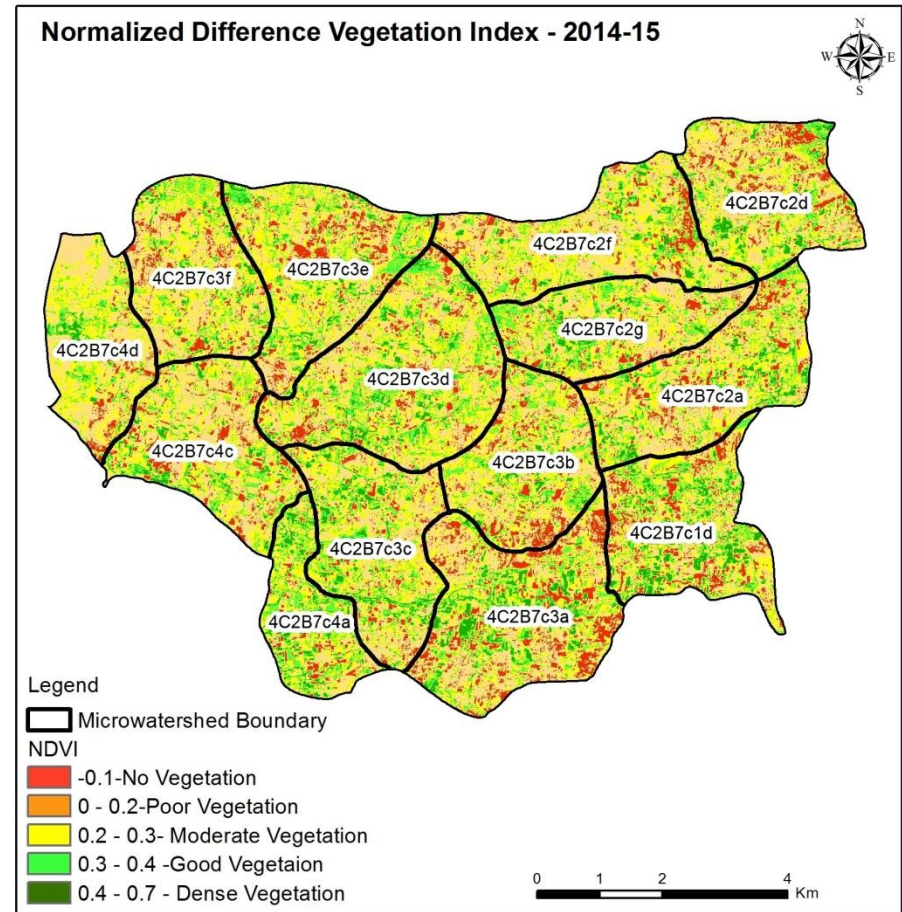 Normalized Difference Vegetation Index - 2014-15
N
W E
S
4C2B7c2d
4C2B7c2f
4C2B7c3e
4C2B7c3f
4C2B7c2g
4C2B7c4d
4C2B7c3d
4C2B7c2a
4C2B7c4c
4C2B7c3b
4C2B7c1d
4C2B7c3c
4C2B7c4a
4C2B7c3a
Legend
Microwatershed Boundary
NDVI
-0.1-No Vegetation
0 - 0.2-Poor Vegetation
0.2 - 0.3- Moderate Vegetation
0.3 - 0.4 -Good Vegetaion
0.4 - 0.7 - Dense Vegetation
0 1 2 4
Km